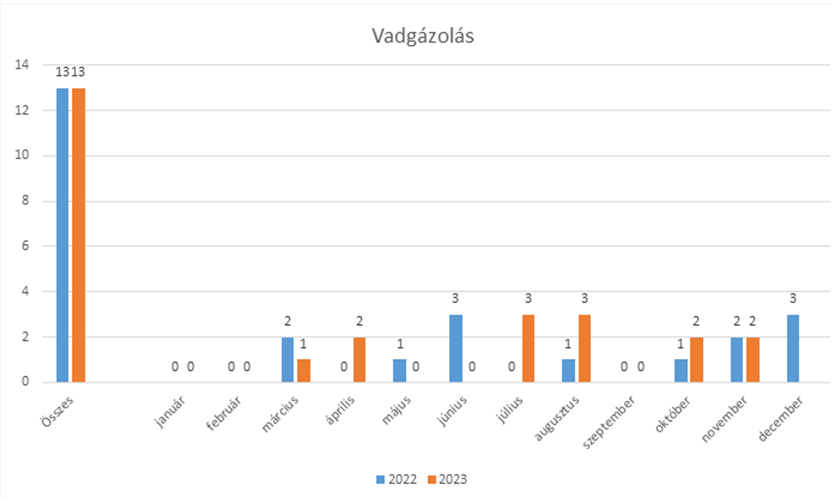 Vadgázolás
14
12
10
8
6
4
2
0
13 13
0 0
0 0
2 1
0 2
1 0
3 0
0 3
1 3
0 0
1 2
2 2
3
Összes
január
február
március
április
május
június
július
augusztus
szeptember
október
november
december
2022 2023